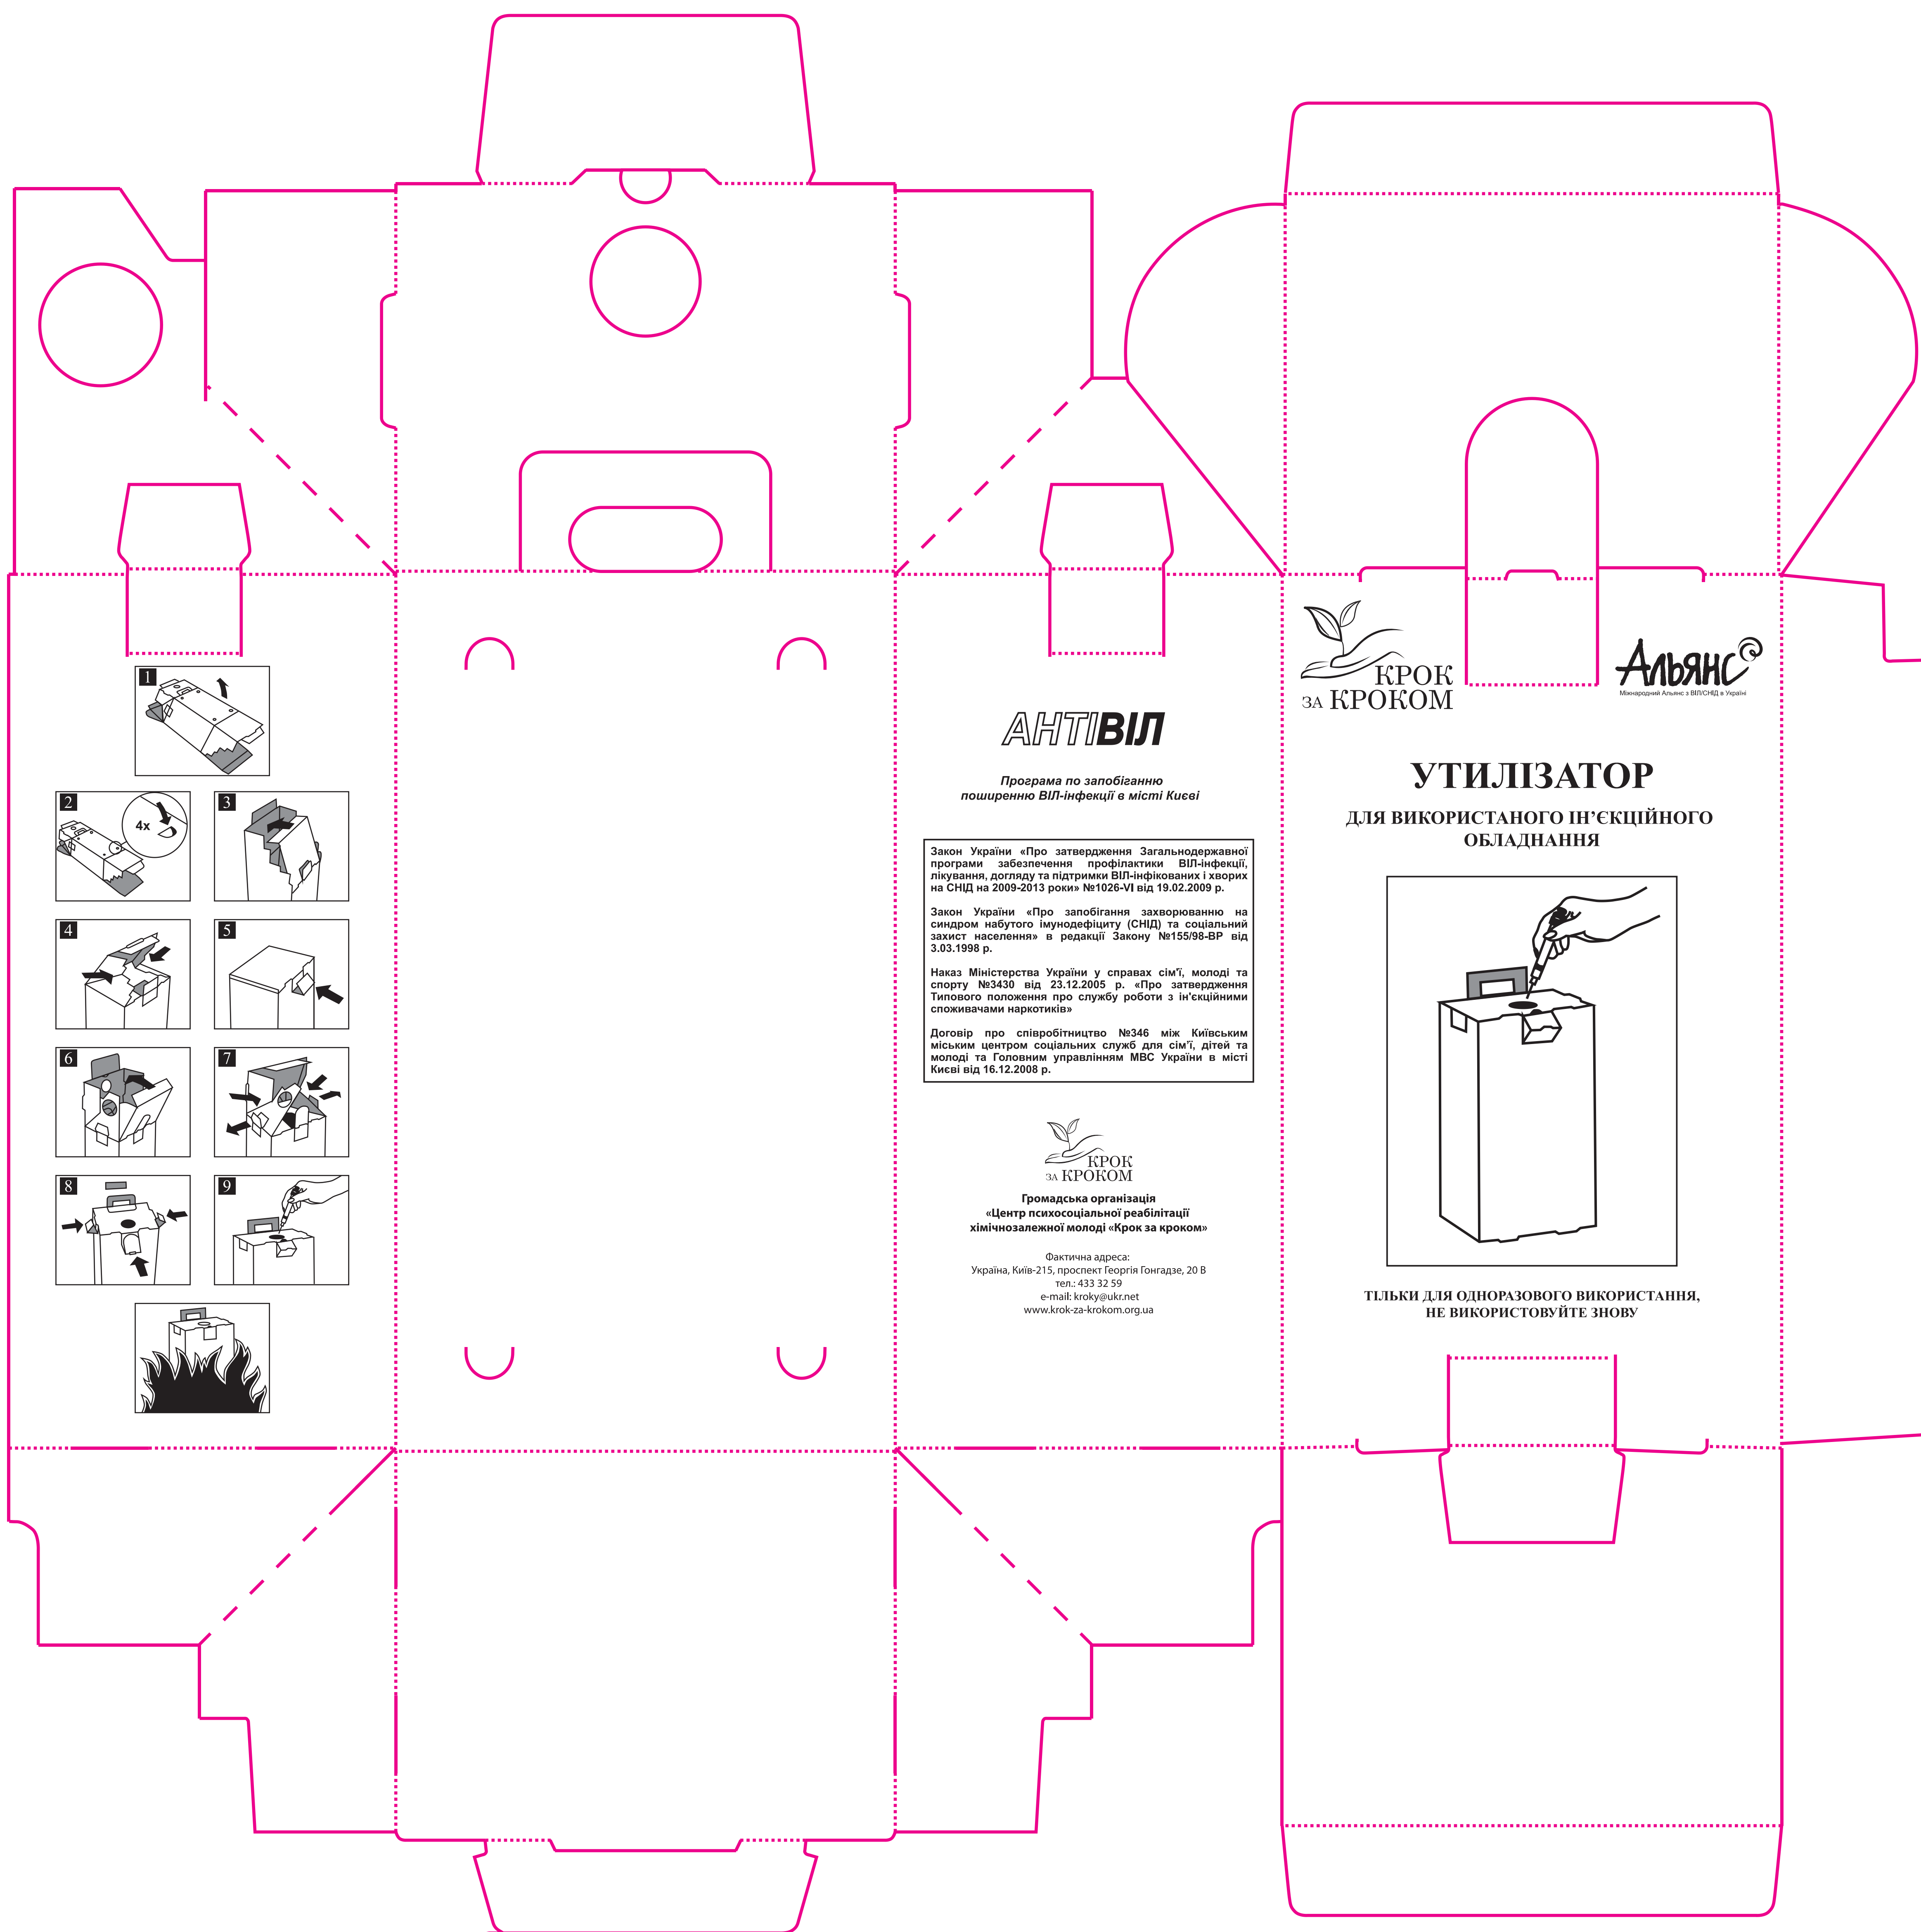 1
2
4x
3
4
5
6
7
8
9
АНТІВІЛ
Програма по запобіганню
поширенню ВІЛ-інфекції в місті Києві
Закон України «Про затвердження Загальнодержавної
програми забезпечення профілактики ВІЛ-інфекції,
лікування, догляду та підтримки ВІЛ-інфікованих і хворих
на СНІД на 2009-2013 роки» №1026-VI від 19.02.2009 р.
Закон України «Про запобігання захворюванню на
синдром набутого імунодефіциту (СНІД) та соціальний
захист населення» в редакції Закону №155/98-ВР від
3.03.1998 р.
Наказ Міністерства України у справах сім'ї, молоді та
спорту №3430 від 23.12.2005 р. «Про затвердження
Типового положення про службу роботи з ін'єкційними
споживачами наркотиків»
Договір про співробітництво №346 між Київським
міським центром соціальних служб для сім'ї, дітей та
молоді та Головним управлінням МВС України в місті
Києві від 16.12.2008 р.
КРОК
ЗА КРОКОМ
Громадська організація
«Центр психосоціальної реабілітації
хімічнозалежної молоді «Крок за кроком»
Фактична адреса:
Україна, Київ-215, проспект Георгія Гонгадзе, 20 В
тел.: 433 32 59
e-mail: kroky@ukr.net
www.krok-za-krokom.org.ua
КРОК
ЗА КРОКОМ
Альянс
Міжнародний Альянс з ВІЛ/СНІД в Україні
УТИЛІЗАТОР
ДЛЯ ВИКОРИСТАНОГО ІН’ЄКЦІЙНОГО
ОБЛАДНАННЯ
ТІЛЬКИ ДЛЯ ОДНОРАЗОВОГО ВИКОРИСТАННЯ,
НЕ ВИКОРИСТОВУЙТЕ ЗНОВУ